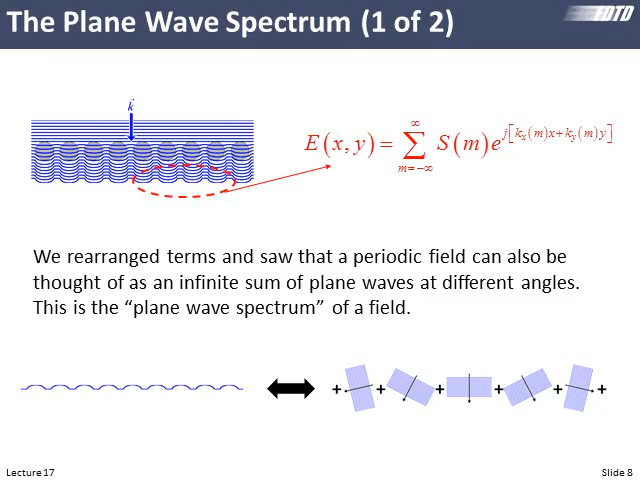 The Plane Wave Spectrum (1 of 2)
FDTD
k⃗
E(x, y) = ∑_{m=-∞}^{∞} S(m) e^{j[k_x(m)x+k_y(m)y]}
We rearranged terms and saw that a periodic field can also be
thought of as an infinite sum of plane waves at different angles.
This is the “plane wave spectrum” of a field.
+ + + + + +
Lecture 17
Slide 8